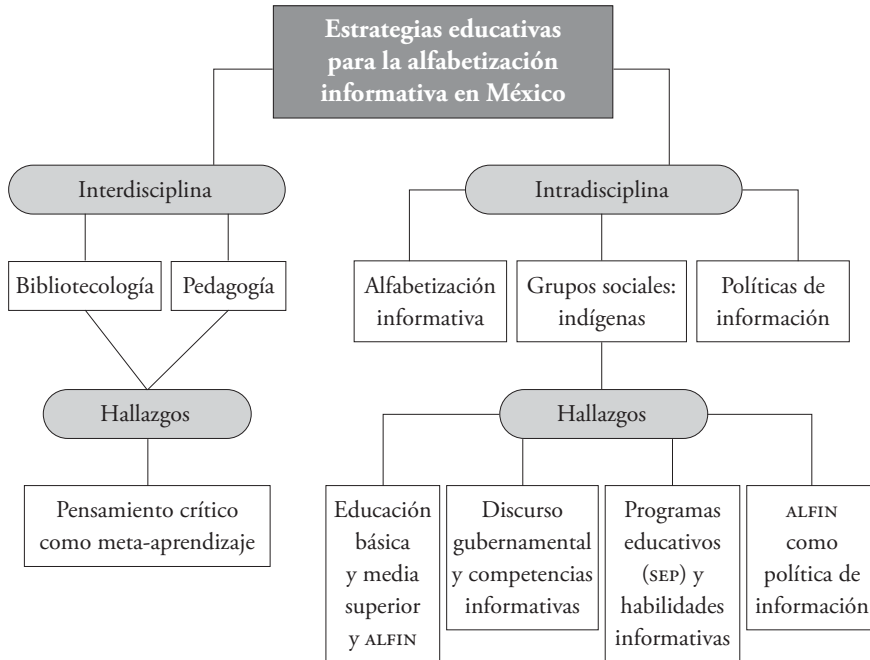 Estrategias educativas
para la alfabetización
informativa en México
Interdisciplina
Intradisciplina
Bibliotecología
Pedagogía
Alfabetización
informativa
Grupos sociales:
indígenas
Políticas de
información
Hallazgos
Hallazgos
Pensamiento crítico
como meta-aprendizaje
Educación
básica
y media
superior
y ALFIN
Discurso
gubernamental
y competencias
informativas
Programas
educativos
(SEP) y
habilidades
informativas
ALFIN
como
política de
información